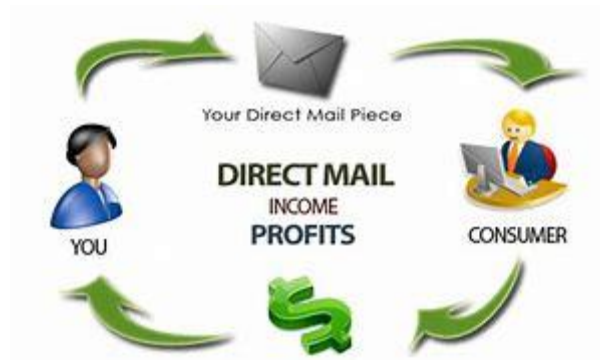 Your Direct Mail Piece
DIRECT MAIL
INCOME
PROFITS
YOU
CONSUMER
$